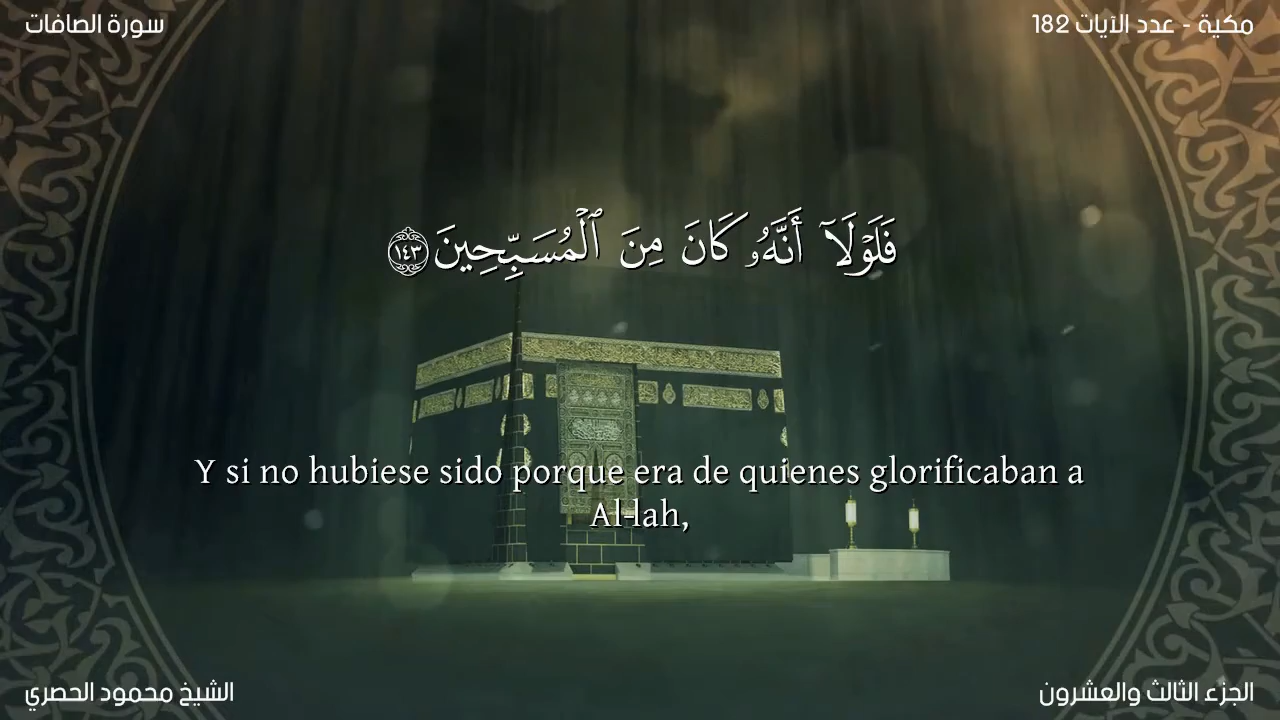 سورة الصافات
مكية - عدد الآيات 182
فَلَوْلَآ أَنَّهُۥ كَانَ مِنَ ٱلْمُسَبِّحِينَ ١٤٣
Y si no hubiese sido porque era de quienes glorificaban a
Al-lah,
الشيخ محمود الحصري
الجزء الثالث والعشرون